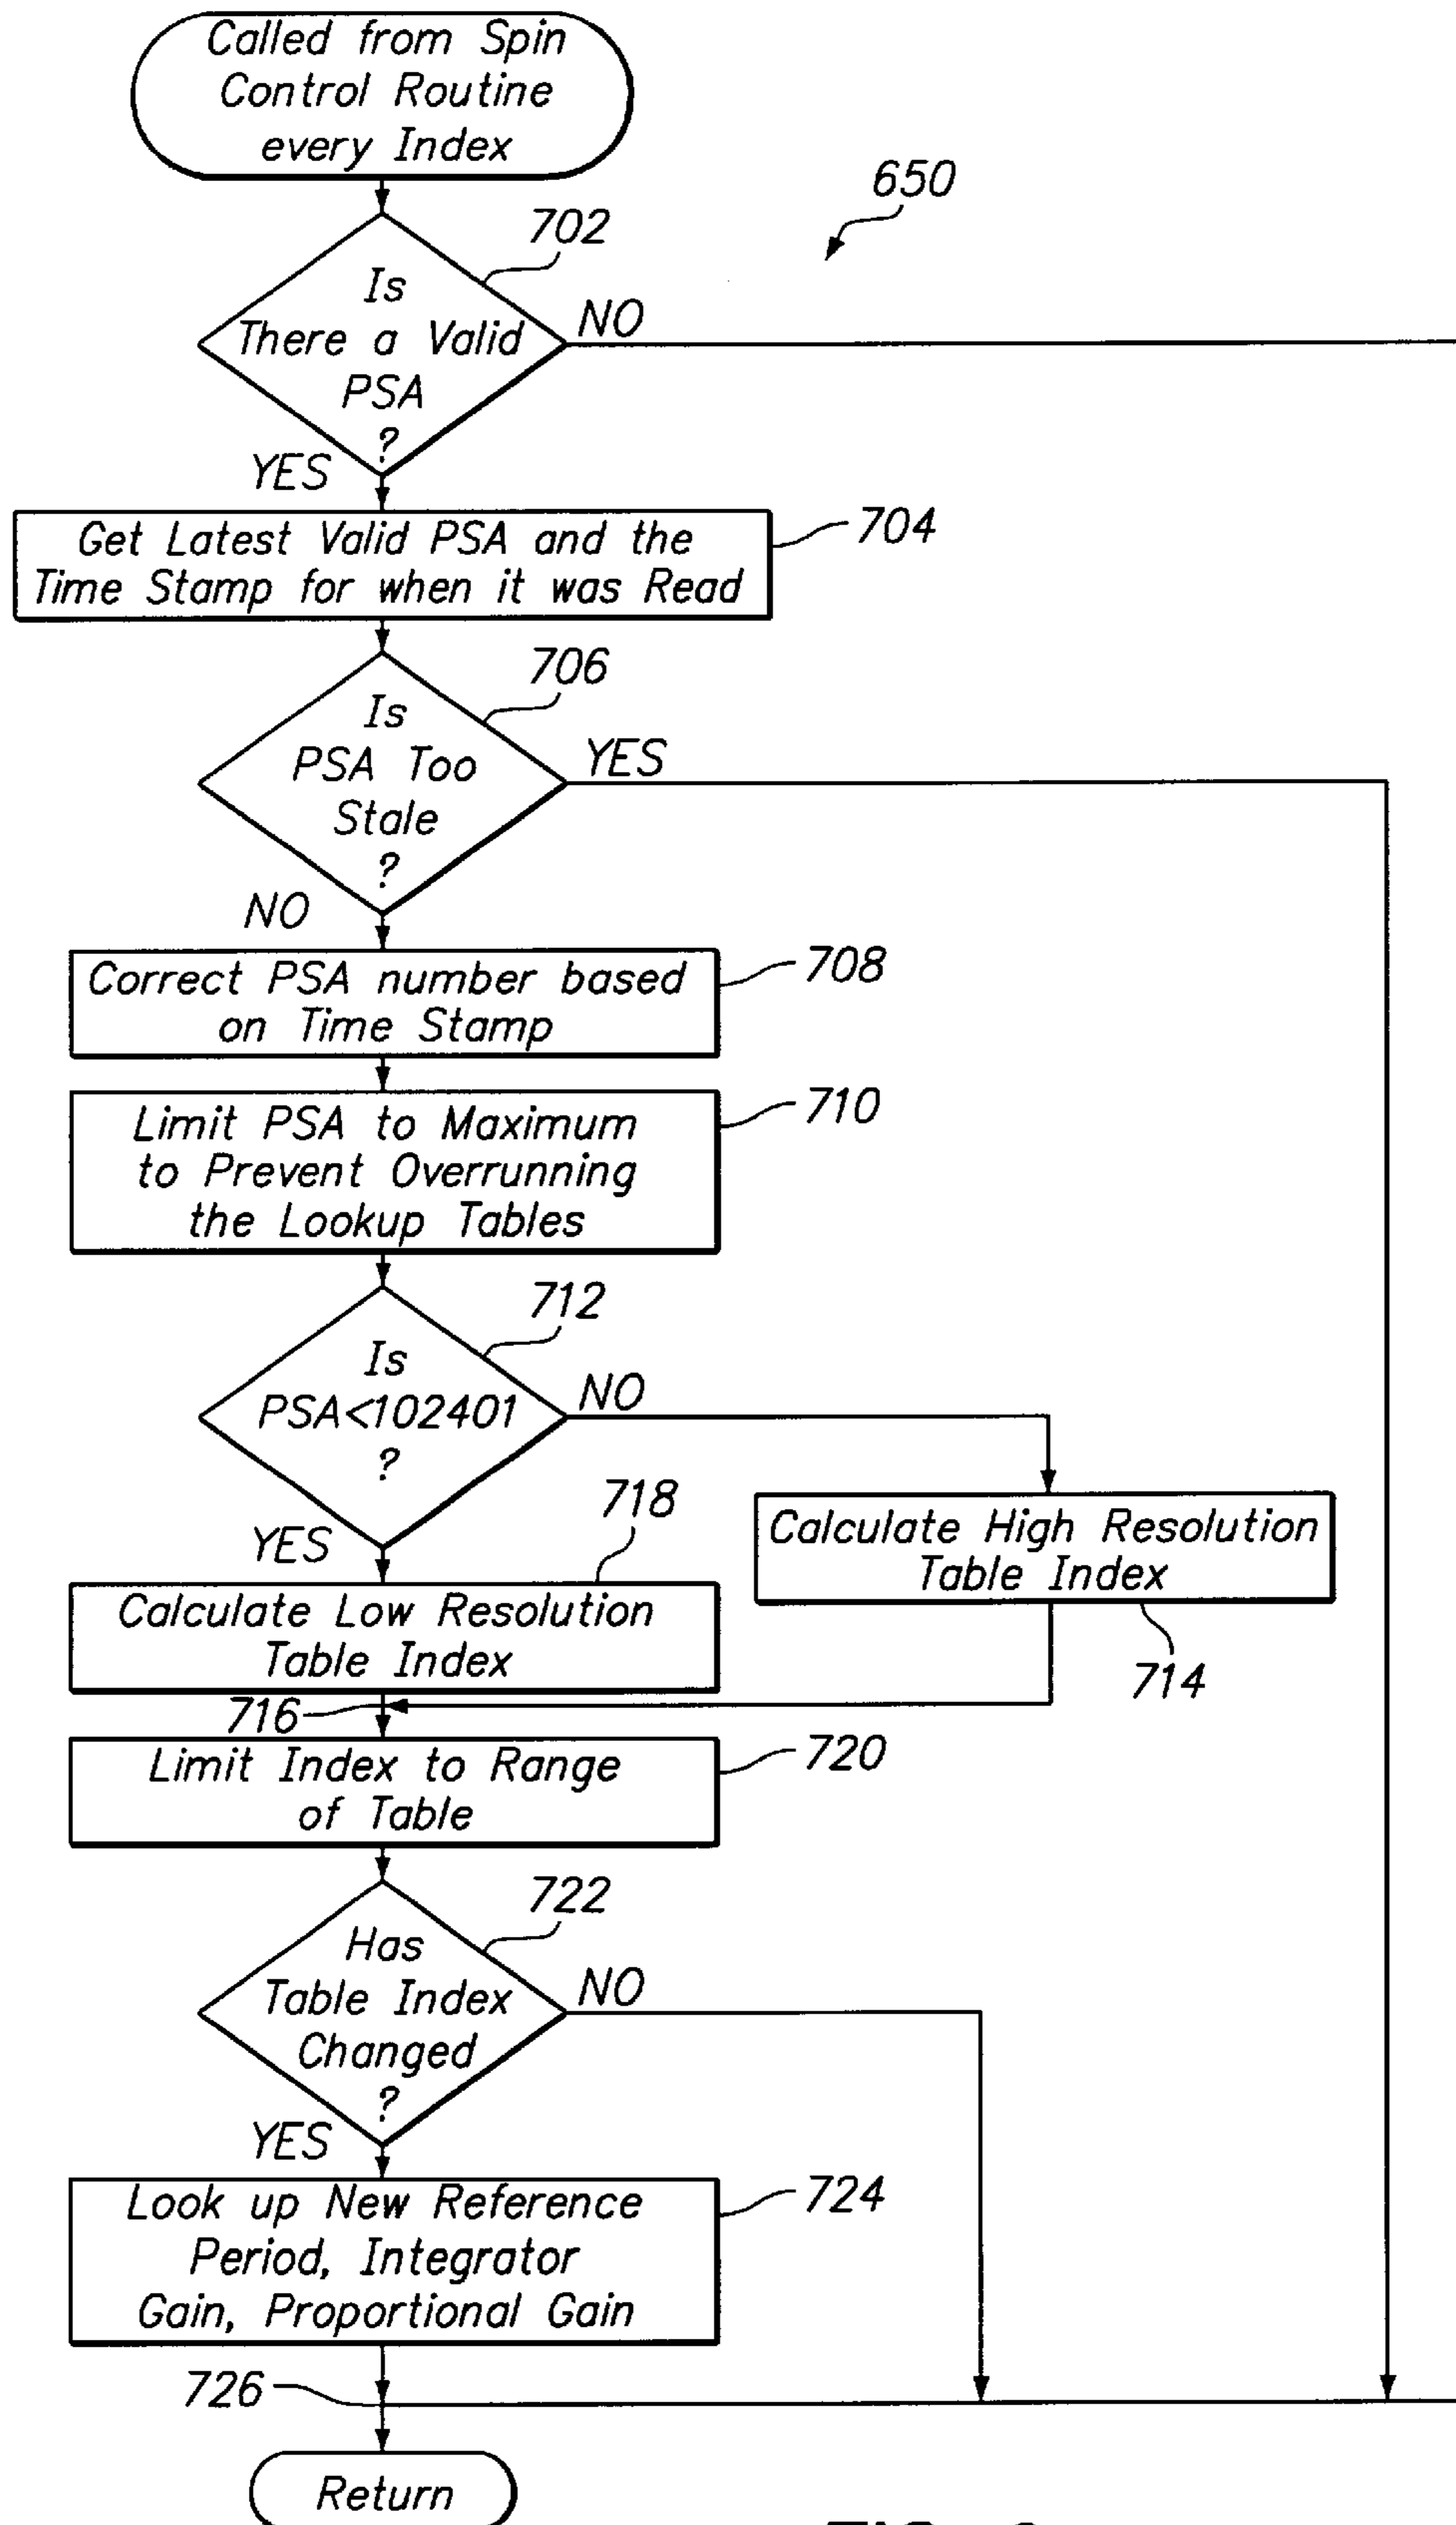 Called from Spin
Control Routine
every Index
650
702
Is
There a Valid
PSA
?
NO
YES
Get Latest Valid PSA and the
Time Stamp for when it was Read
704
706
Is
PSA Too
Stale
?
YES
NO
Correct PSA number based
on Time Stamp
708
Limit PSA to Maximum
to Prevent Overrunning
the Lookup Tables
710
712
Is
PSA<102401
?
NO
YES
718
Calculate High Resolution
Table Index
714
Calculate Low Resolution
Table Index
716
Limit Index to Range
of Table
720
722
Has
Table Index
Changed
?
NO
YES
Look up New Reference
Period, Integrator
Gain, Proportional Gain
724
726
Return